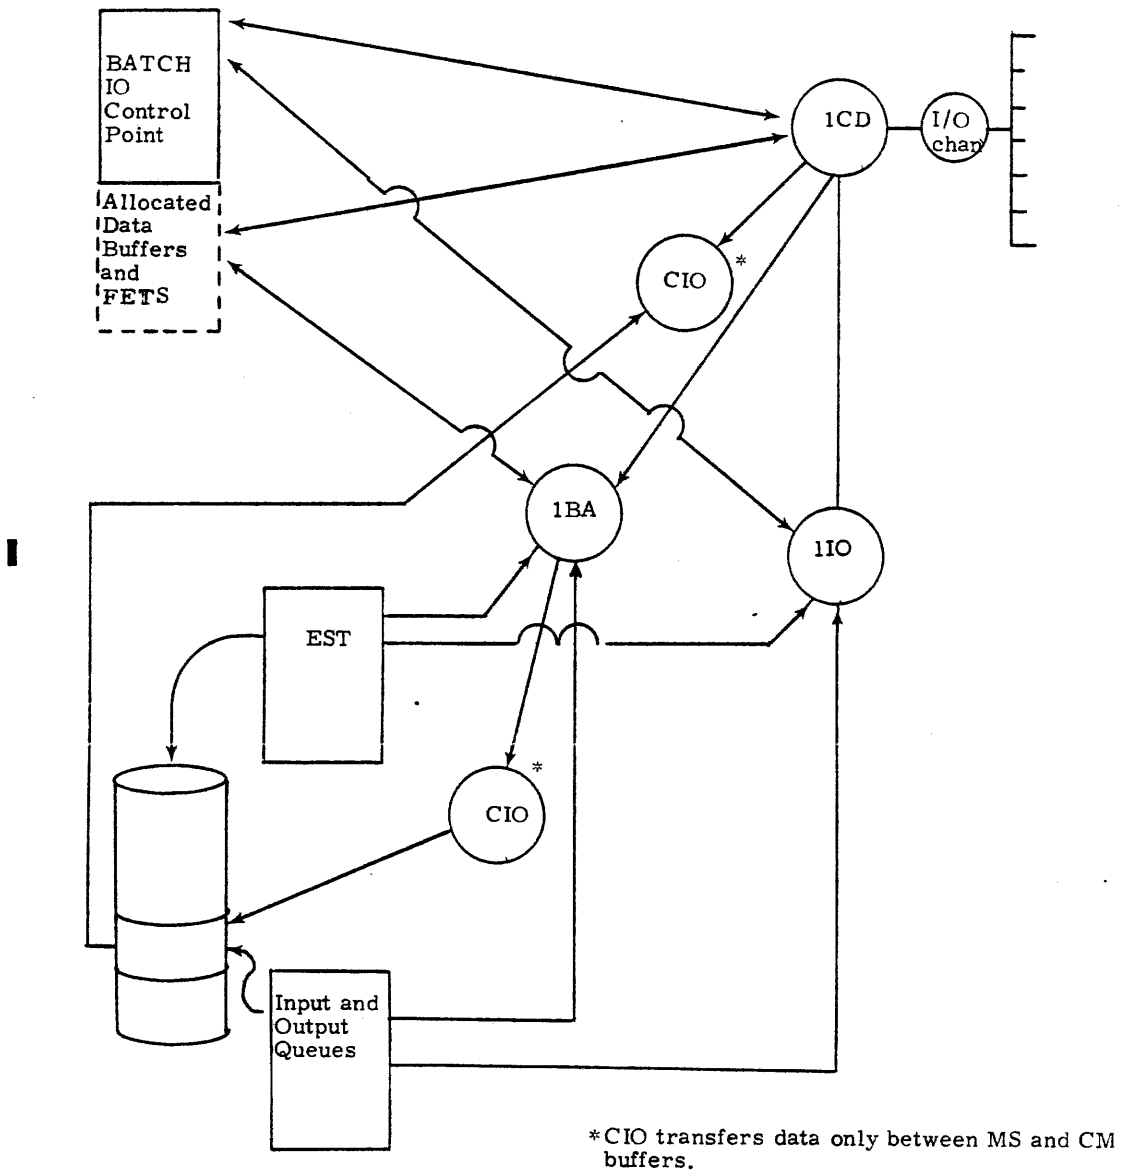 BATCH
IO
Control
Point
Allocated
Data
Buffers
and
FETS
1CD
I/O
chan
CIO
*
1BA
1IO
EST
*
CIO
Input and
Output
Queues
*CIO transfers data only between MS and CM
buffers.